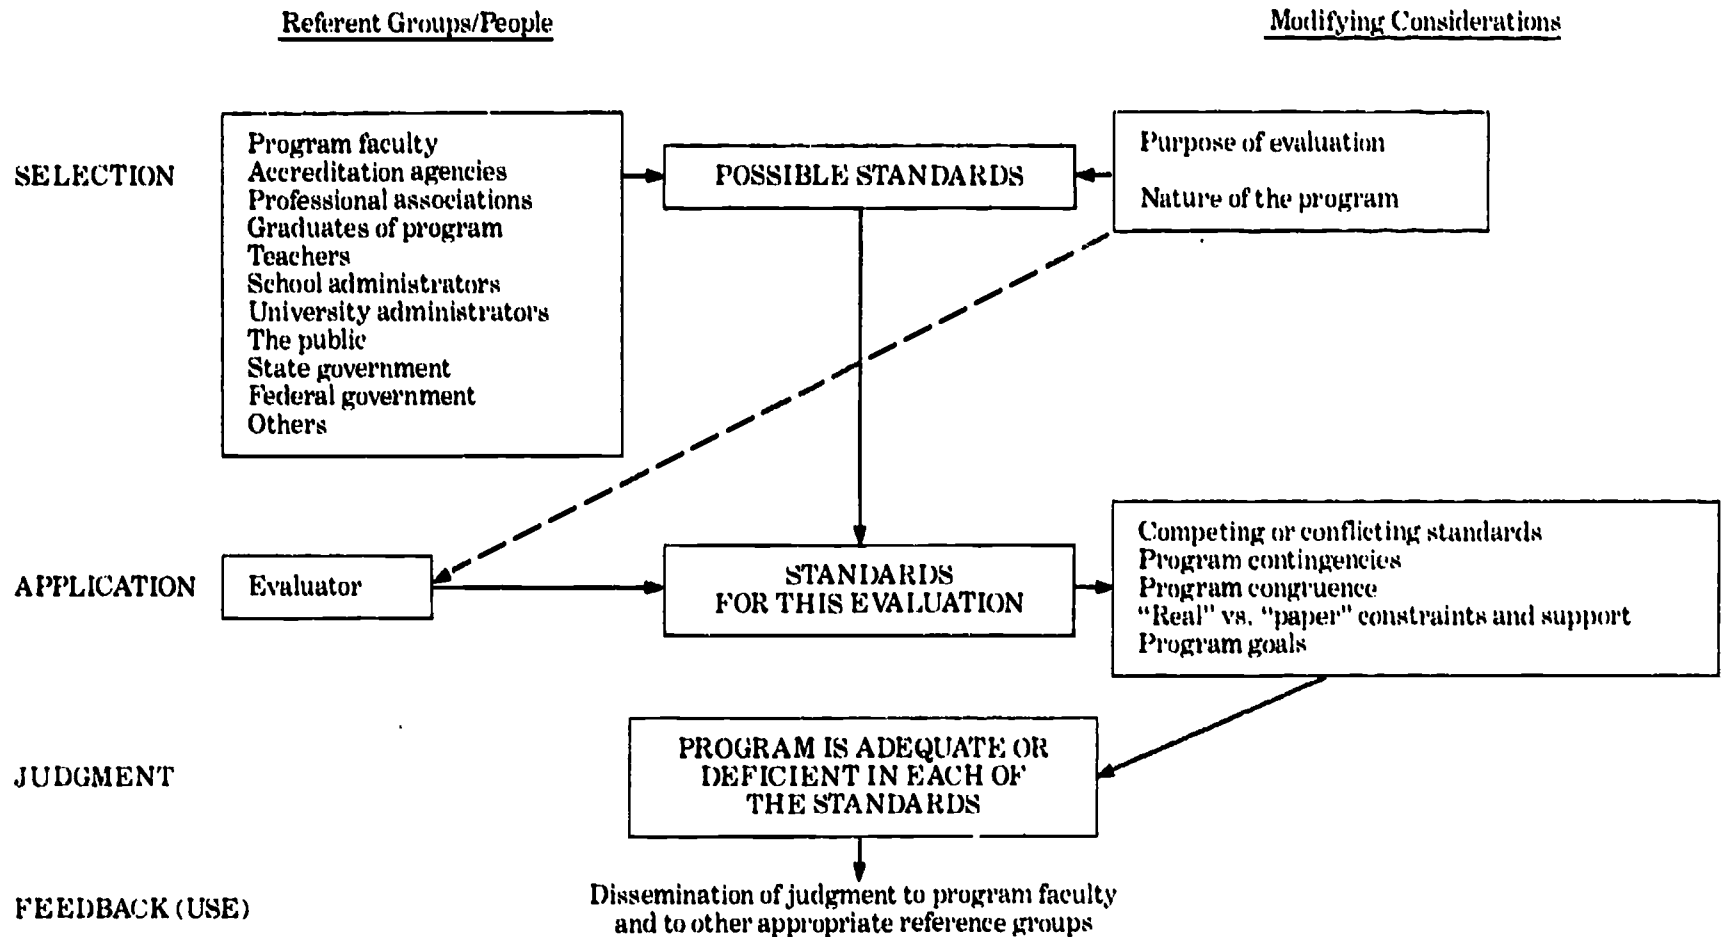 Referent Groups/People
Modifying Considerations
SELECTION
Program faculty
Accreditation agencies
Professional associations
Graduates of program
Teachers
School administrators
University administrators
The public
State government
Federal government
Others
POSSIBLE STANDARDS
Purpose of evaluation
Nature of the program
APPLICATION
Evaluator
STANDARDS
FOR THIS EVALUATION
Competing or conflicting standards
Program contingencies
Program congruence
“Real” vs. “paper” constraints and support
Program goals
JUDGMENT
PROGRAM IS ADEQUATE OR
DEFICIENT IN EACH OF
THE STANDARDS
FEEDBACK (USE)
Dissemination of judgment to program faculty
and to other appropriate reference groups